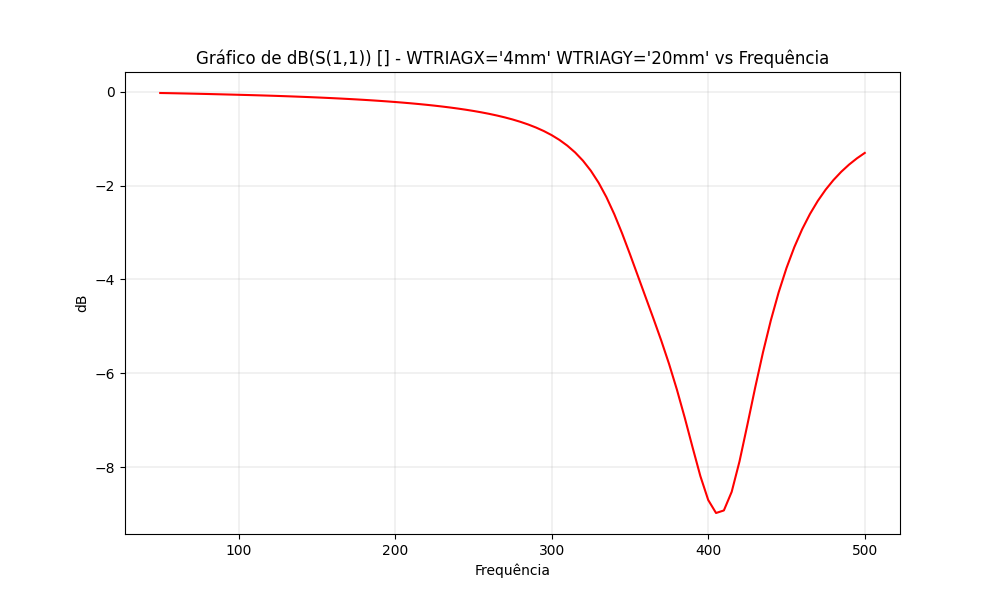 Gráfico de dB(S(1,1)) [] - WTRIAGX='4mm' WTRIAGY='20mm' vs Frequência
0
−2
−4
−6
−8
dB
100 200 300 400 500
Frequência